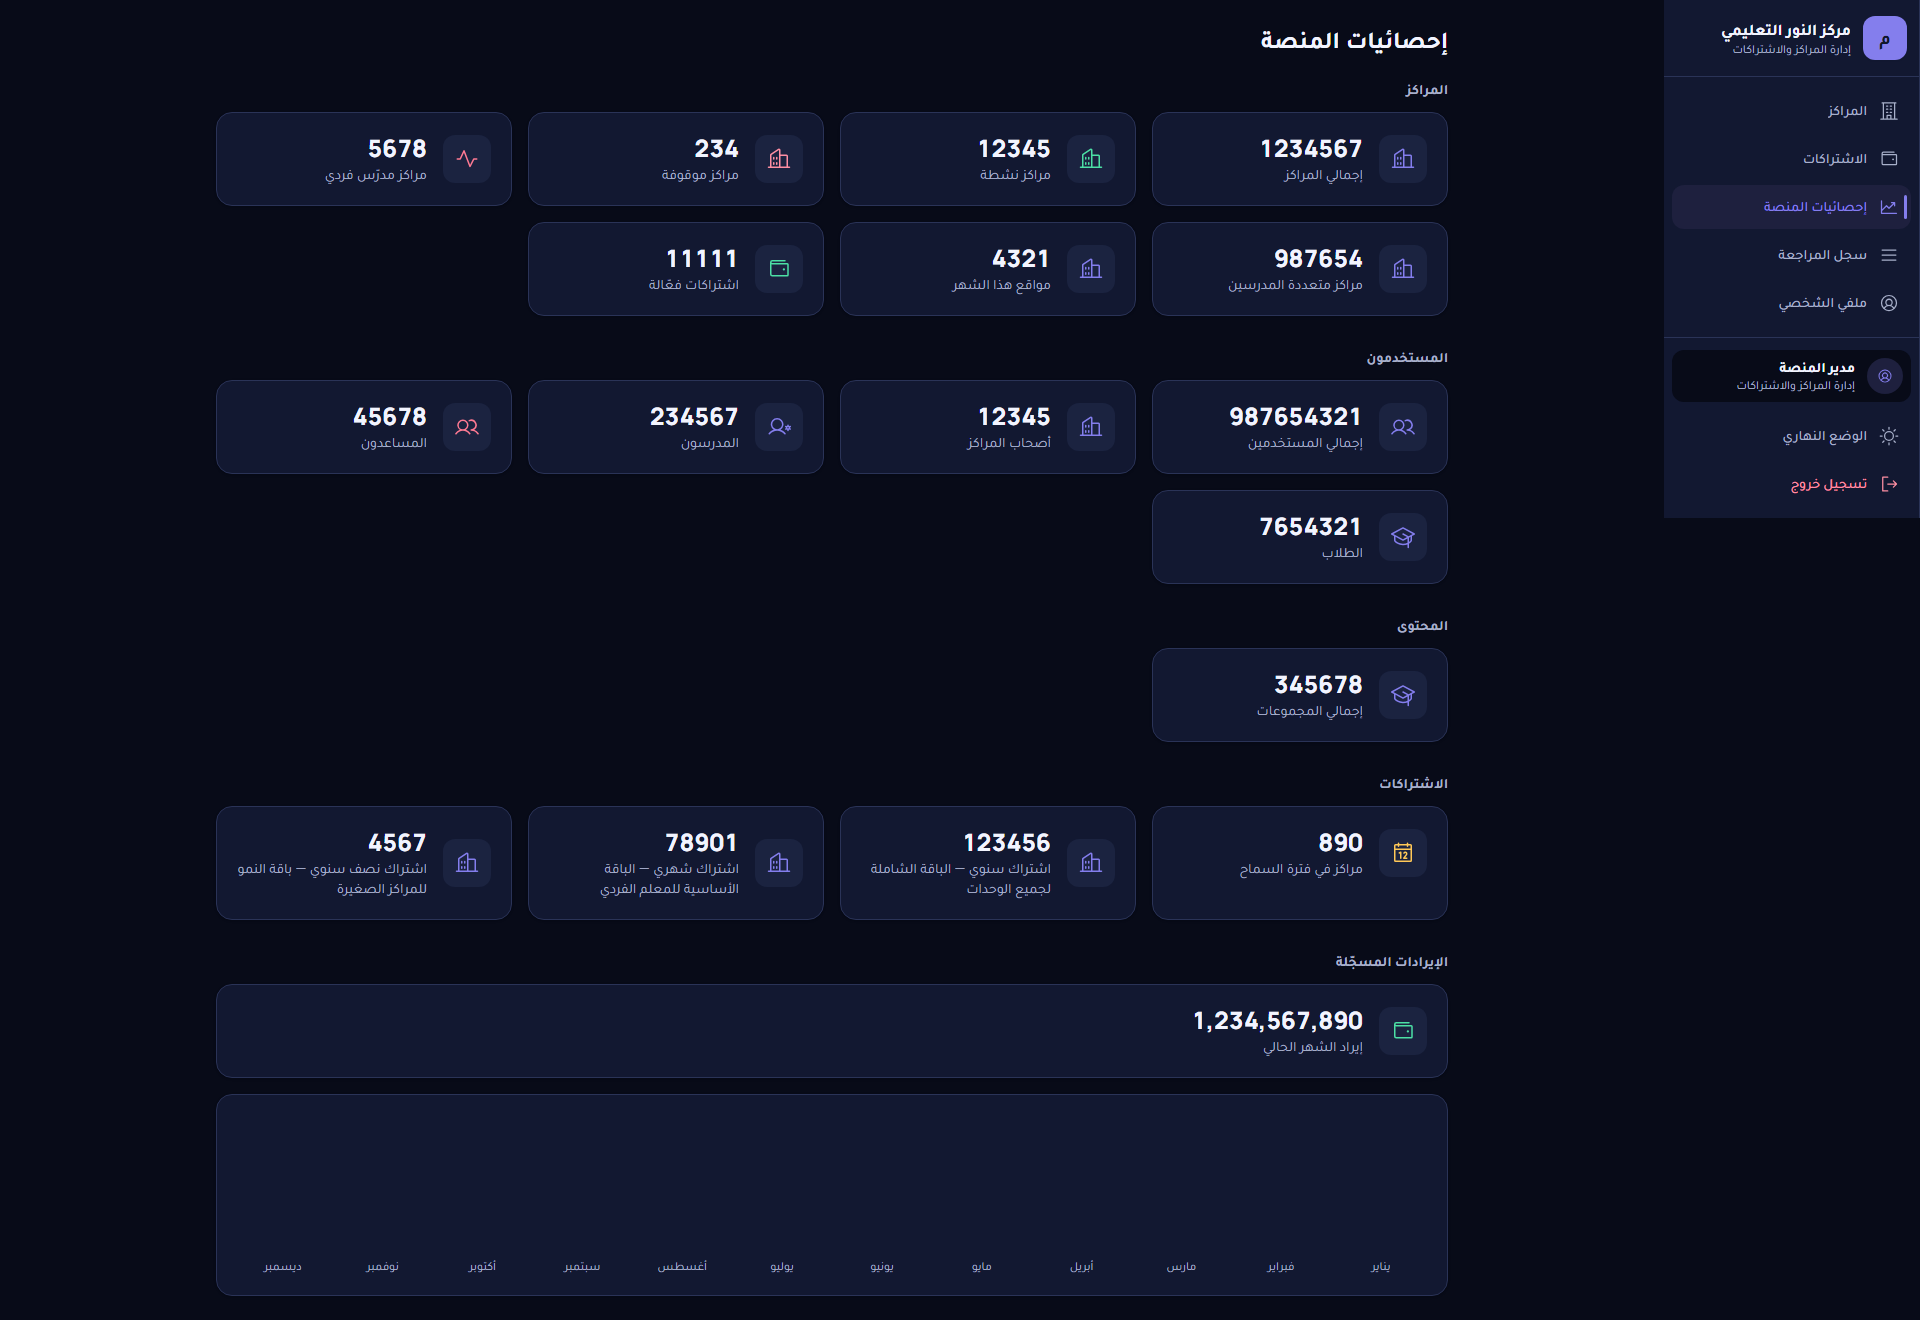 م
مركز النور التعليمي
إدارة المراكز والاشتراكات
المراكز
الاشتراكات
إحصائيات المنصة
سجل المراجعة
ملفي الشخصي
مدير المنصة
إدارة المراكز والاشتراكات
الوضع النهاري
تسجيل خروج
إحصائيات المنصة
المراكز
1234567
إجمالي المراكز
12345
مراكز نشطة
234
مراكز موقوفة
5678
مراكز مدرّس فردي
987654
مراكز متعددة المدرسين
4321
مواقع هذا الشهر
11111
اشتراكات فعّالة
المستخدمون
987654321
إجمالي المستخدمين
12345
أصحاب المراكز
234567
المدرسون
45678
المساعدون
7654321
الطلاب
المحتوى
345678
إجمالي المجموعات
الاشتراكات
890
مراكز في فترة السماح
123456
اشتراك سنوي — الباقة الشاملة
لجميع الوحدات
78901
اشتراك شهري — الباقة
الأساسية للمعلم الفردي
4567
اشتراك نصف سنوي — باقة النمو
للمراكز الصغيرة
الإيرادات المسجّلة
1,234,567,890
إيراد الشهر الحالي
يناير
فبراير
مارس
أبريل
مايو
يونيو
يوليو
أغسطس
سبتمبر
أكتوبر
نوفمبر
ديسمبر